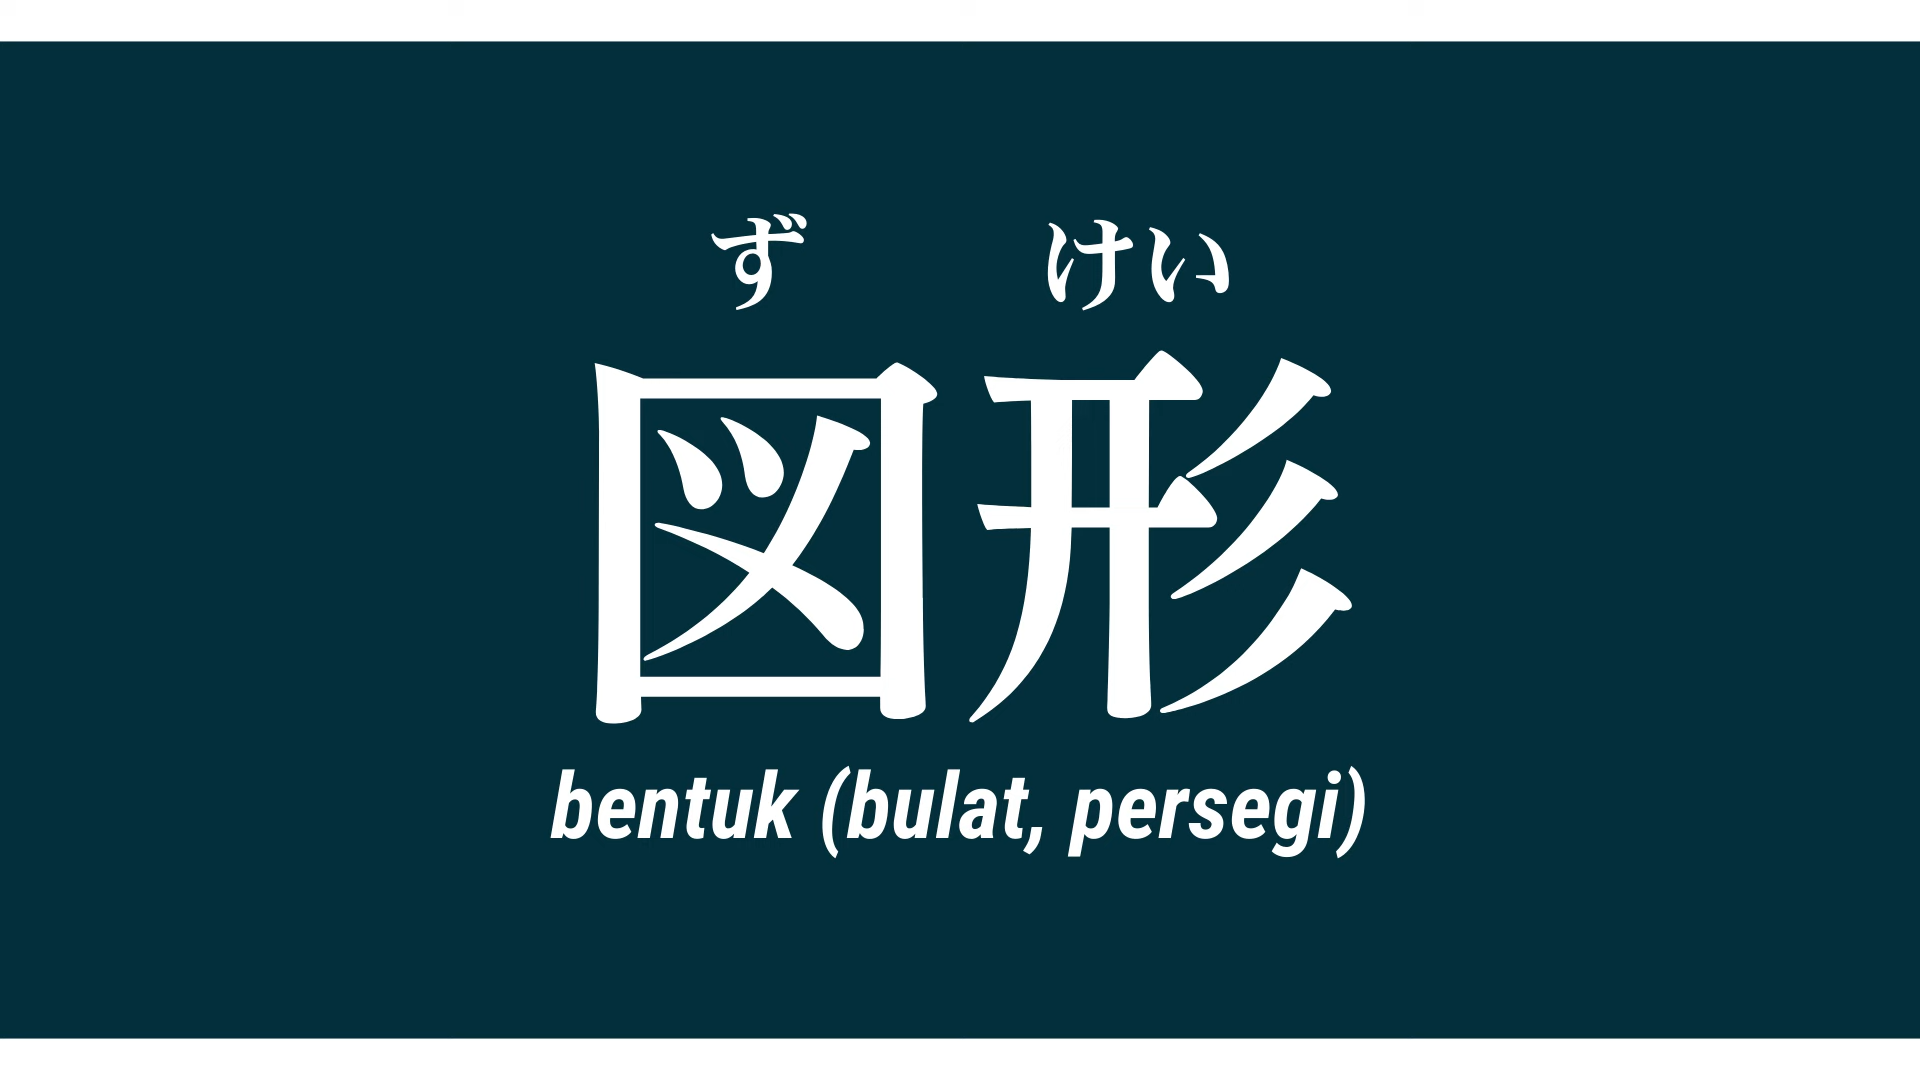 ず けい
図形
bentuk (bulat, persegi)